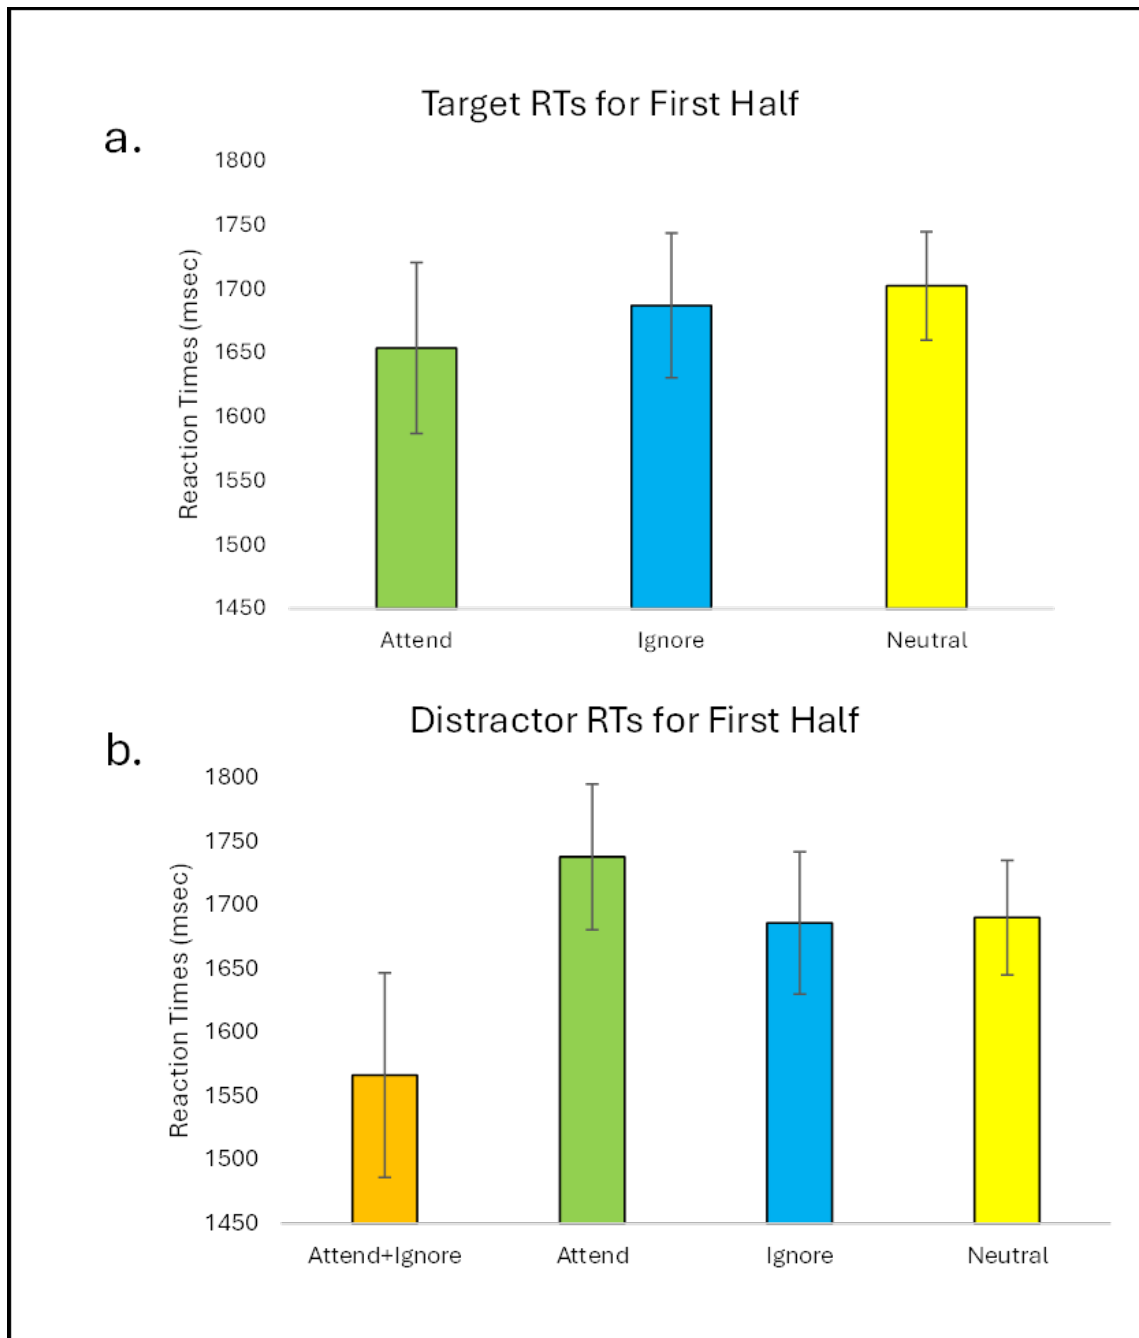 Target RTs for First Half
a.
Reaction Times (msec)
1800
1750
1700
1650
1600
1550
1500
1450
Attend Ignore Neutral
Distractor RTs for First Half
b.
Reaction Times (msec)
1800
1750
1700
1650
1600
1550
1500
1450
Attend+Ignore Attend Ignore Neutral